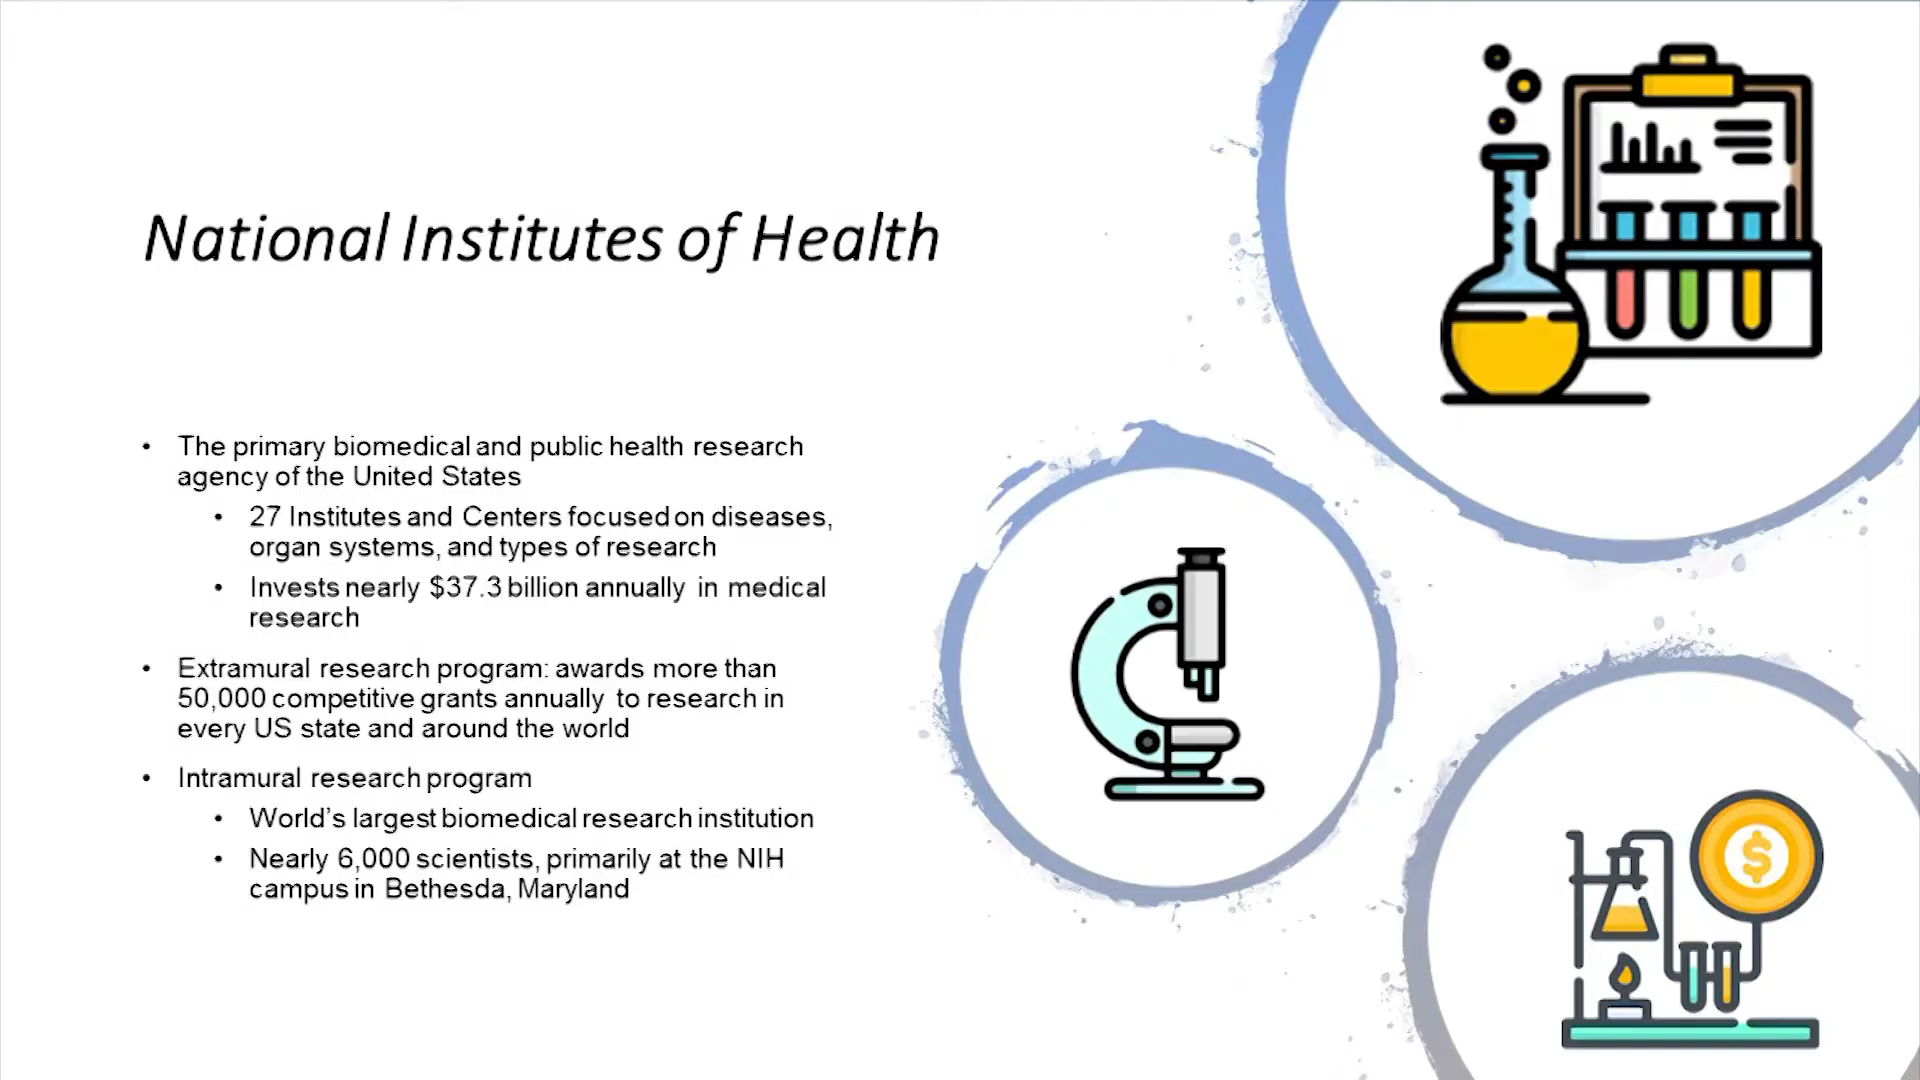 National Institutes of Health
• The primary biomedical and public health research
agency of the United States
• 27 Institutes and Centers focused on diseases,
organ systems, and types of research
• Invests nearly $37.3 billion annually in medical
research
• Extramural research program: awards more than
50,000 competitive grants annually to research in
every US state and around the world
• Intramural research program
• World’s largest biomedical research institution
• Nearly 6,000 scientists, primarily at the NIH
campus in Bethesda, Maryland
$